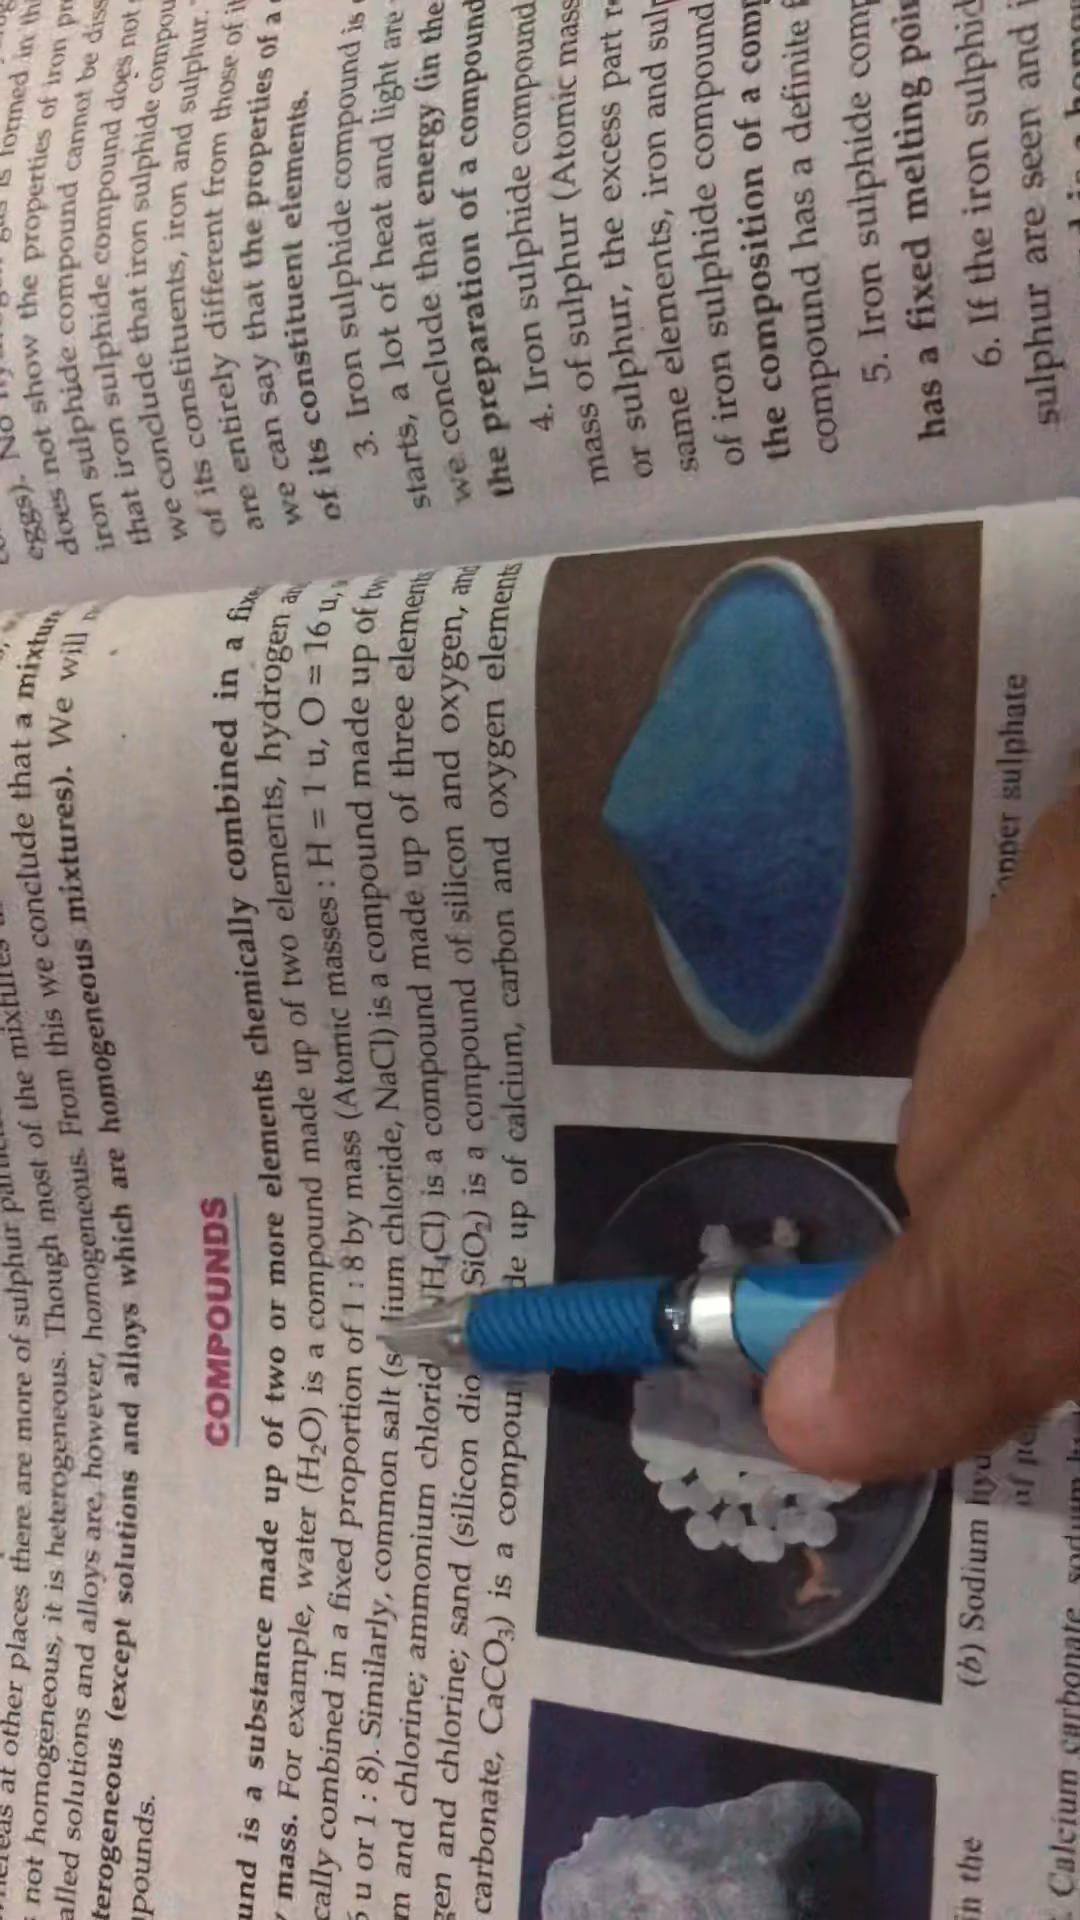 at other places there are more of sulphur
not homogeneous, it is heterogeneous. Though most of the mixtures
alled solutions and alloys are, however, homogeneous. From this we conclude that a mixtur
terogeneous (except solutions and alloys which are homogeneous mixtures). We will
pounds.
COMPOUNDS
und is a substance made up of two or more elements chemically combined in a fixe
mass. For example, water (H₂O) is a compound made up of two elements, hydrogen an
cally combined in a fixed proportion of 1 : 8 by mass (Atomic masses : H = 1 u, O = 16 u,
u or 1 : 8). Similarly, common salt (s lium chloride, NaCl) is a compound made up of tw
m and chlorine; ammonium chlorid NH₄Cl) is a compound made up of three elements
gen and chlorine; sand (silicon dio SiO₂) is a compound of silicon and oxygen, and
carbonate, CaCO₃) is a compoun de up of calcium, carbon and oxygen elements
in the
(b) Sodium hyd
opper sulphate
Calcium carbonate, sodium
is formed in thi
eggs). No
does not show the properties of iron
iron sulphide compound cannot be diss
that iron sulphide compound does not
we conclude that iron sulphide compou
of its constituents, iron and sulphur.
are entirely different from those of it
we can say that the properties of a
of its constituent elements.
3. Iron sulphide compound is
starts, a lot of heat and light are
we conclude that energy (in the
the preparation of a compound
4. Iron sulphide compound
mass of sulphur (Atomic mass
or sulphur, the excess part r
same elements, iron and sulp
of iron sulphide compound
the composition of a comp
compound has a definite f
5. Iron sulphide comp
has a fixed melting poin
6. If the iron sulphid
sulphur are seen and i